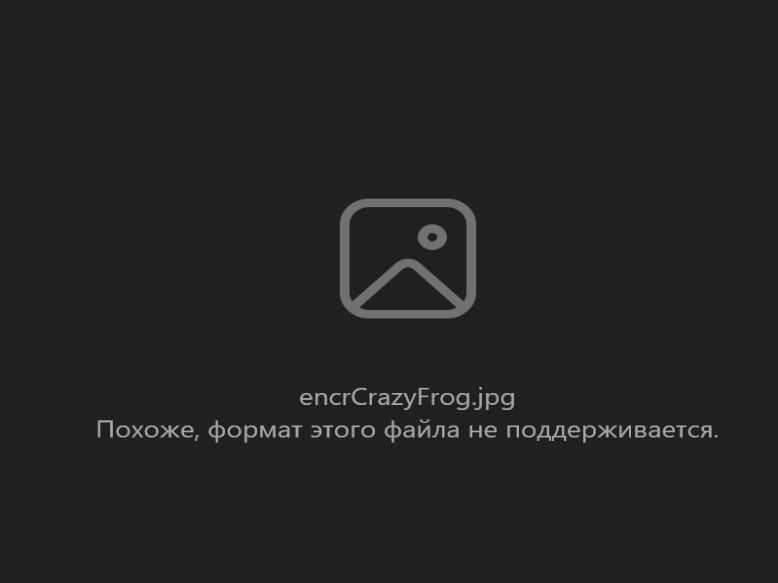 encrCrazyFrog.jpg
Похоже, формат этого файла не поддерживается.